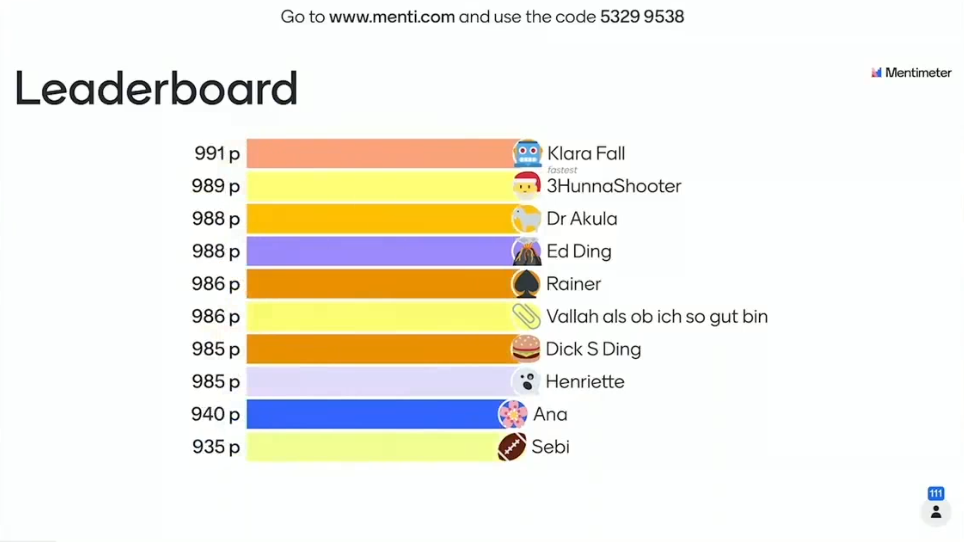 Go to www.menti.com and use the code 5329 9538
Mentimeter
Leaderboard
991 p Klara Fall
fastest
989 p 3HunnaShooter
988 p Dr Akula
988 p Ed Ding
986 p Rainer
986 p Vallah als ob ich so gut bin
985 p Dick S Ding
985 p Henriette
940 p Ana
935 p Sebi
111